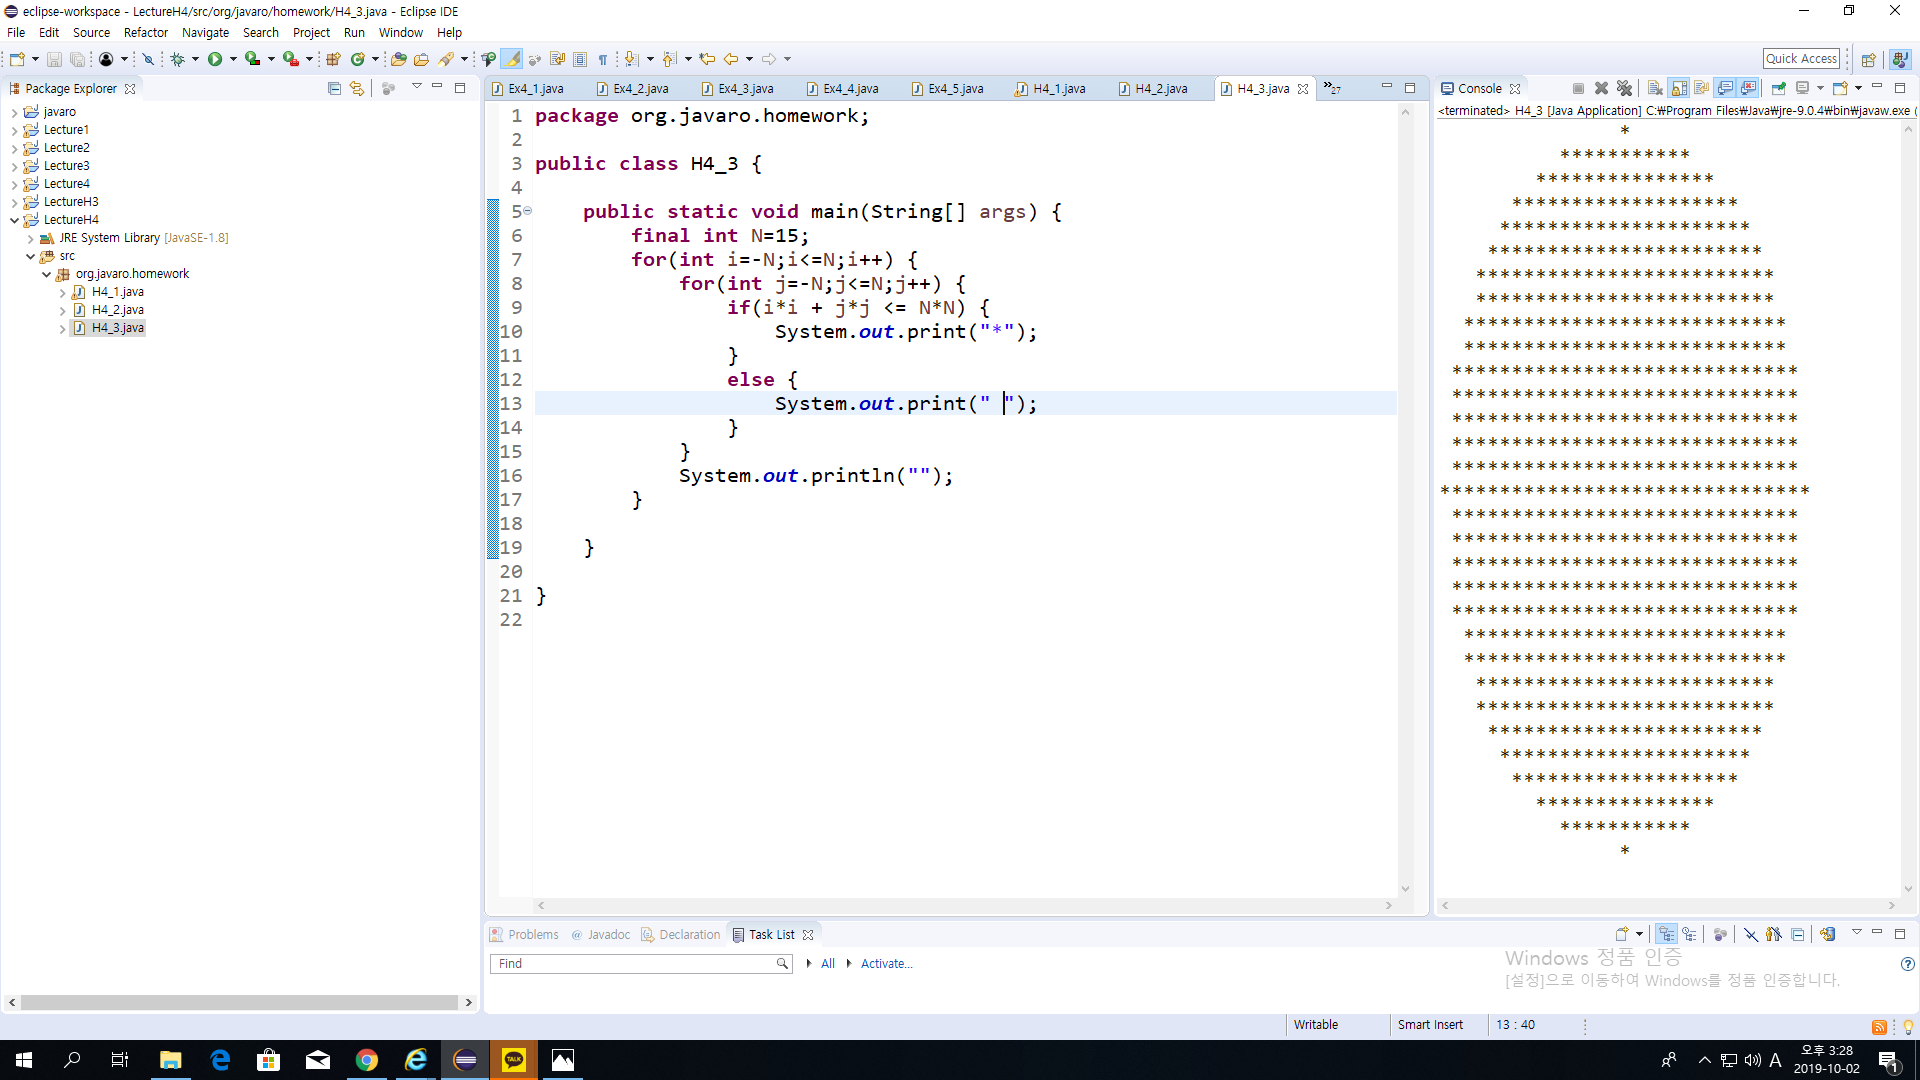 eclipse-workspace - LectureH4/src/org/javaro/homework/H4_3.java - Eclipse IDE
File Edit Source Refactor Navigate Search Project Run Window Help
Quick Access
Package Explorer
javaro
Lecture1
Lecture2
Lecture3
Lecture4
LectureH3
LectureH4
JRE System Library [JavaSE-1.8]
src
org.javaro.homework
H4_1.java
H4_2.java
H4_3.java
Ex4_1.java Ex4_2.java Ex4_3.java Ex4_4.java Ex4_5.java H4_1.java H4_2.java H4_3.java »27
1 package org.javaro.homework;
2
3 public class H4_3 {
4
5     public static void main(String[] args) {
6         final int N=15;
7         for(int i=-N;i<=N;i++) {
8             for(int j=-N;j<=N;j++) {
9                 if(i*i + j*j <= N*N) {
10                     System.out.print("*");
11                 }
12                 else {
13                     System.out.print(" ");
14                 }
15             }
16             System.out.println("");
17         }
18
19     }
20
21 }
22
Console
<terminated> H4_3 [Java Application] C:₩Program Files₩Java₩jre-9.0.4₩bin₩javaw.exe (
               *
          ***********
        ***************
      *******************
     *********************
    ***********************
   *************************
   *************************
  ***************************
  ***************************
 *****************************
 *****************************
 *****************************
 *****************************
 *****************************
*******************************
 *****************************
 *****************************
 *****************************
 *****************************
 *****************************
  ***************************
  ***************************
   *************************
   *************************
    ***********************
     *********************
      *******************
        ***************
          ***********
               *
Problems @ Javadoc Declaration Task List
Find All Activate...
Windows 정품 인증
[설정]으로 이동하여 Windows를 정품 인증합니다.
Writable Smart Insert 13 : 40
TALK
A
오후 3:28
2019-10-02
1